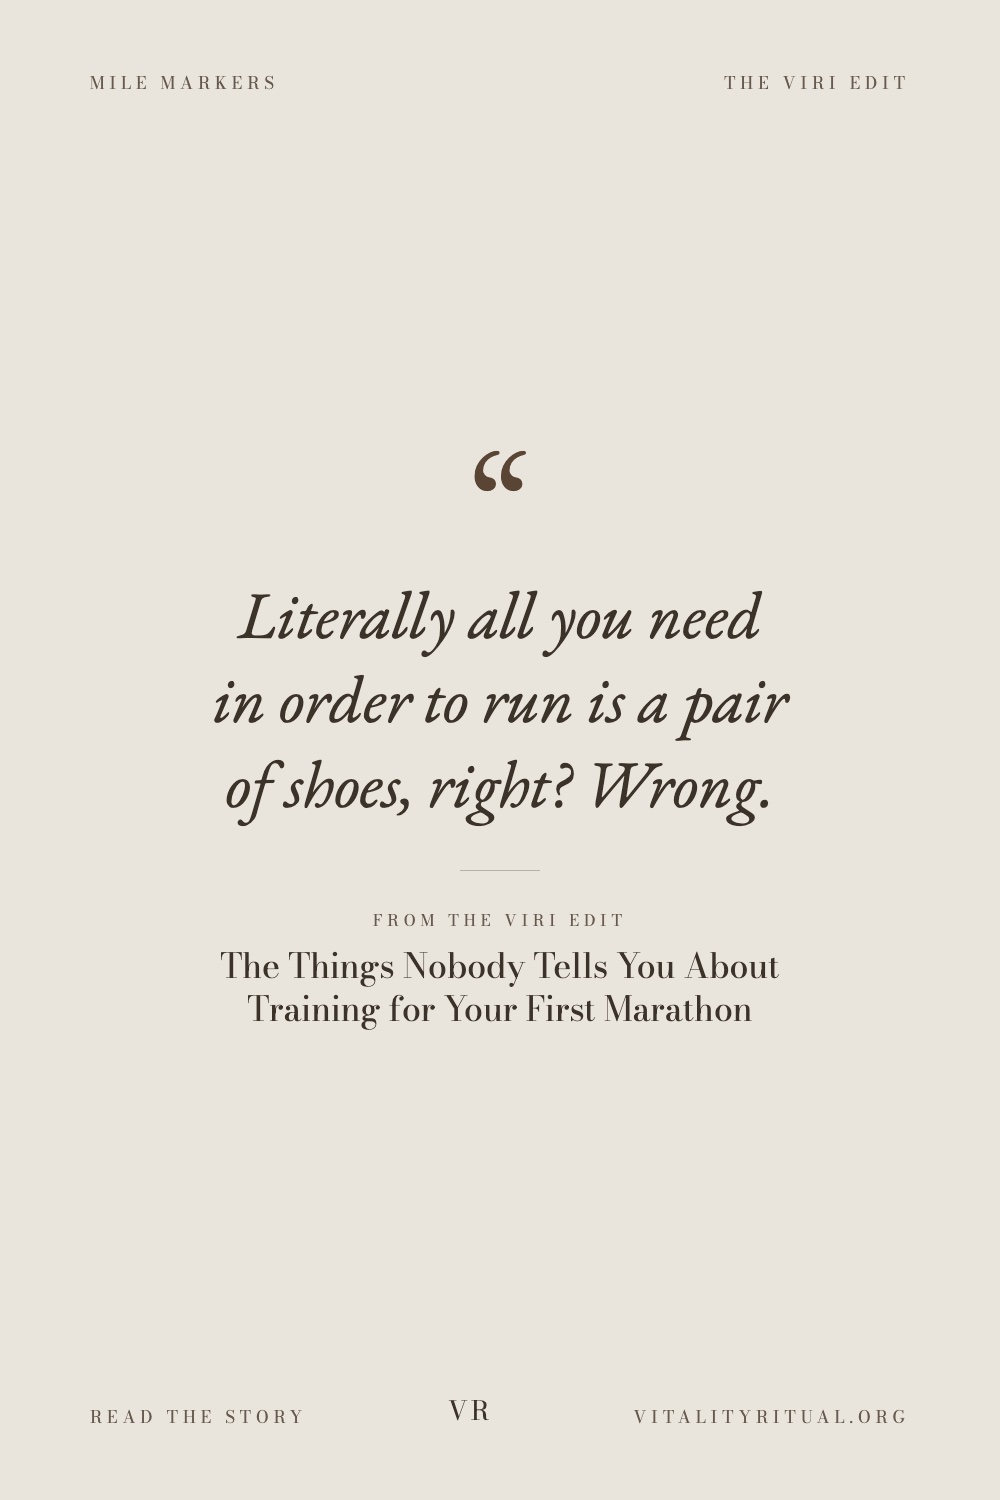 MILE MARKERS
THE VIRI EDIT
“
Literally all you need
in order to run is a pair
of shoes, right? Wrong.
FROM THE VIRI EDIT
The Things Nobody Tells You About
Training for Your First Marathon
READ THE STORY
VR
VITALITYRITUAL.ORG